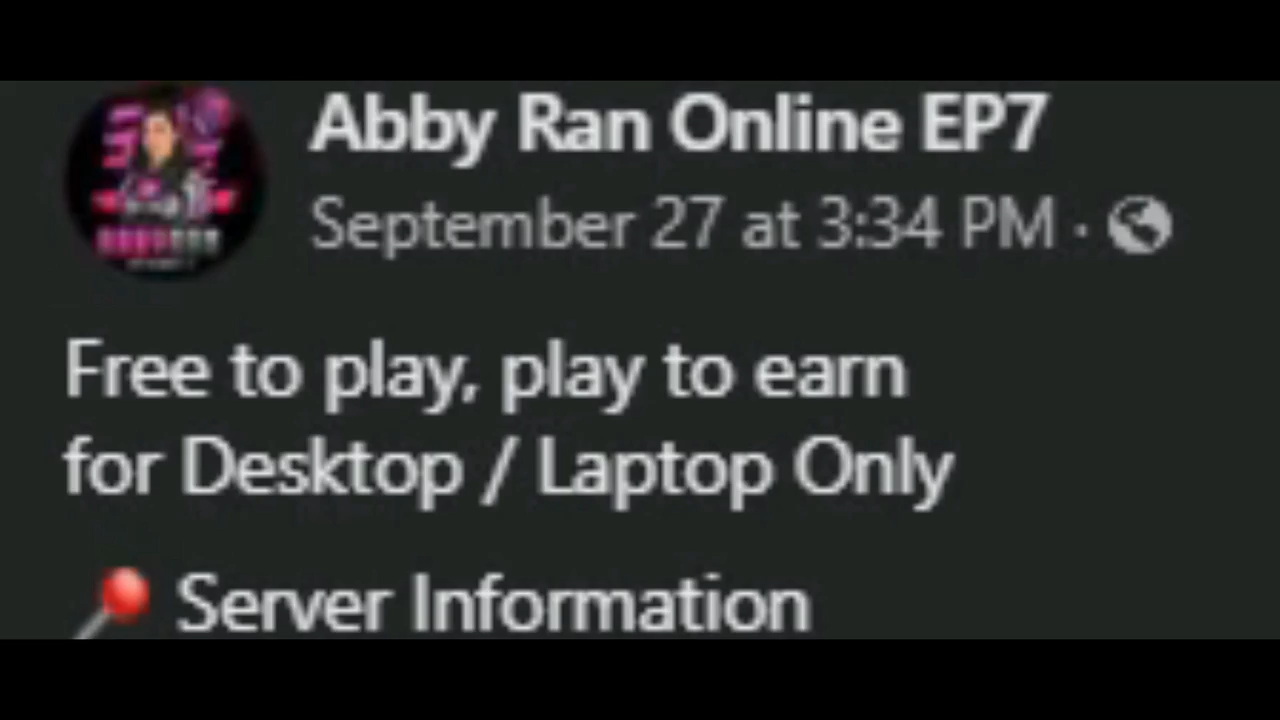 Abby Ran Online EP7
September 27 at 3:34 PM ·
Free to play, play to earn
for Desktop / Laptop Only
📍 Server Information